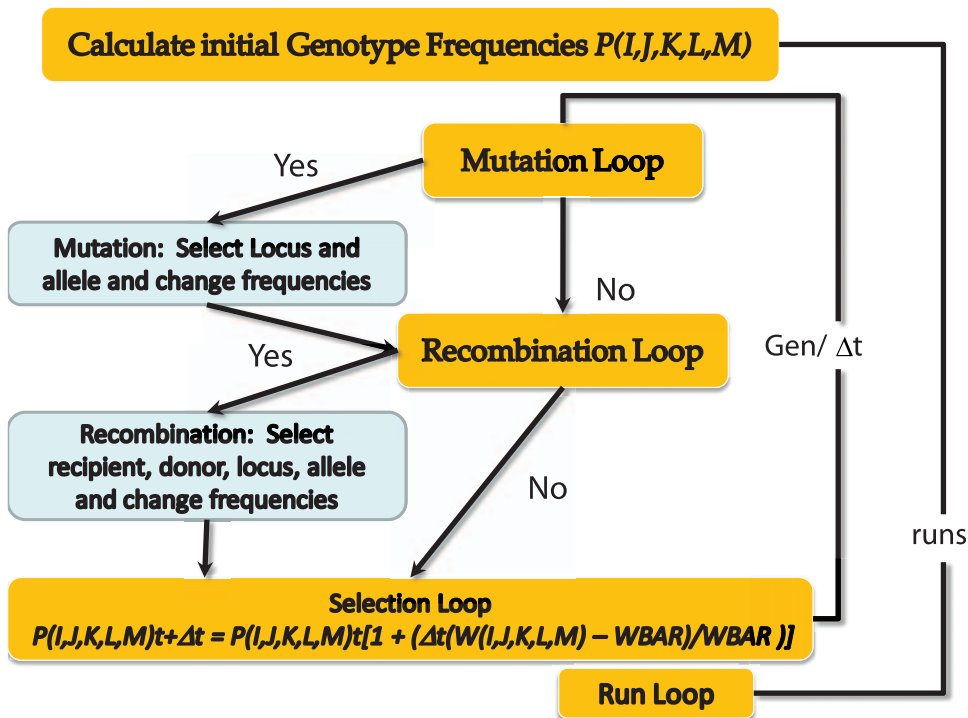 Calculate initial Genotype Frequencies P(I,J,K,L,M)
Mutation Loop
Yes
Mutation:  Select Locus and
allele and change frequencies
No
Gen/ Δt
Recombination Loop
Yes
Recombination:  Select
recipient, donor, locus, allele
and change frequencies
No
runs
Selection Loop
P(I,J,K,L,M)t+Δt = P(I,J,K,L,M)t[1 + (Δt(W(I,J,K,L,M) – WBAR)/WBAR )]
Run Loop